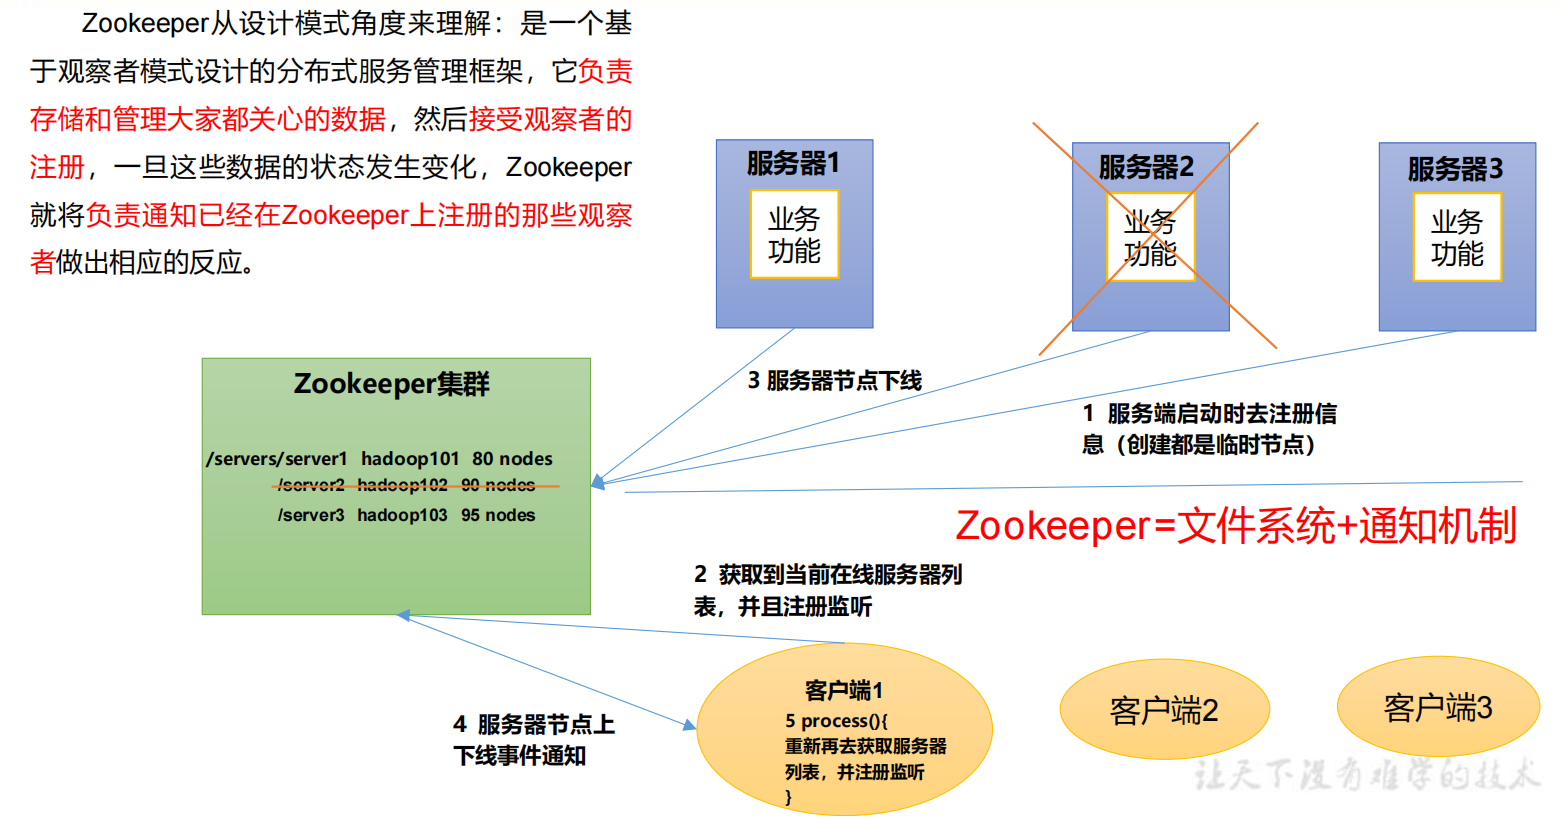 Zookeeper从设计模式角度来理解：是一个基
于观察者模式设计的分布式服务管理框架，它负责
存储和管理大家都关心的数据，然后接受观察者的
注册，一旦这些数据的状态发生变化，Zookeeper
就将负责通知已经在Zookeeper上注册的那些观察
者做出相应的反应。
服务器1
业务
功能
服务器2
业务
功能
服务器3
业务
功能
3 服务器节点下线
1 服务端启动时去注册信
息（创建都是临时节点）
Zookeeper集群
/servers/server1 hadoop101 80 nodes
/server2 hadoop102 90 nodes
/server3 hadoop103 95 nodes
Zookeeper=文件系统+通知机制
2 获取到当前在线服务器列
表，并且注册监听
4 服务器节点上
下线事件通知
客户端1
5 process(){
重新再去获取服务器
列表，并注册监听
}
客户端2
客户端3
让天下没有难学的技术